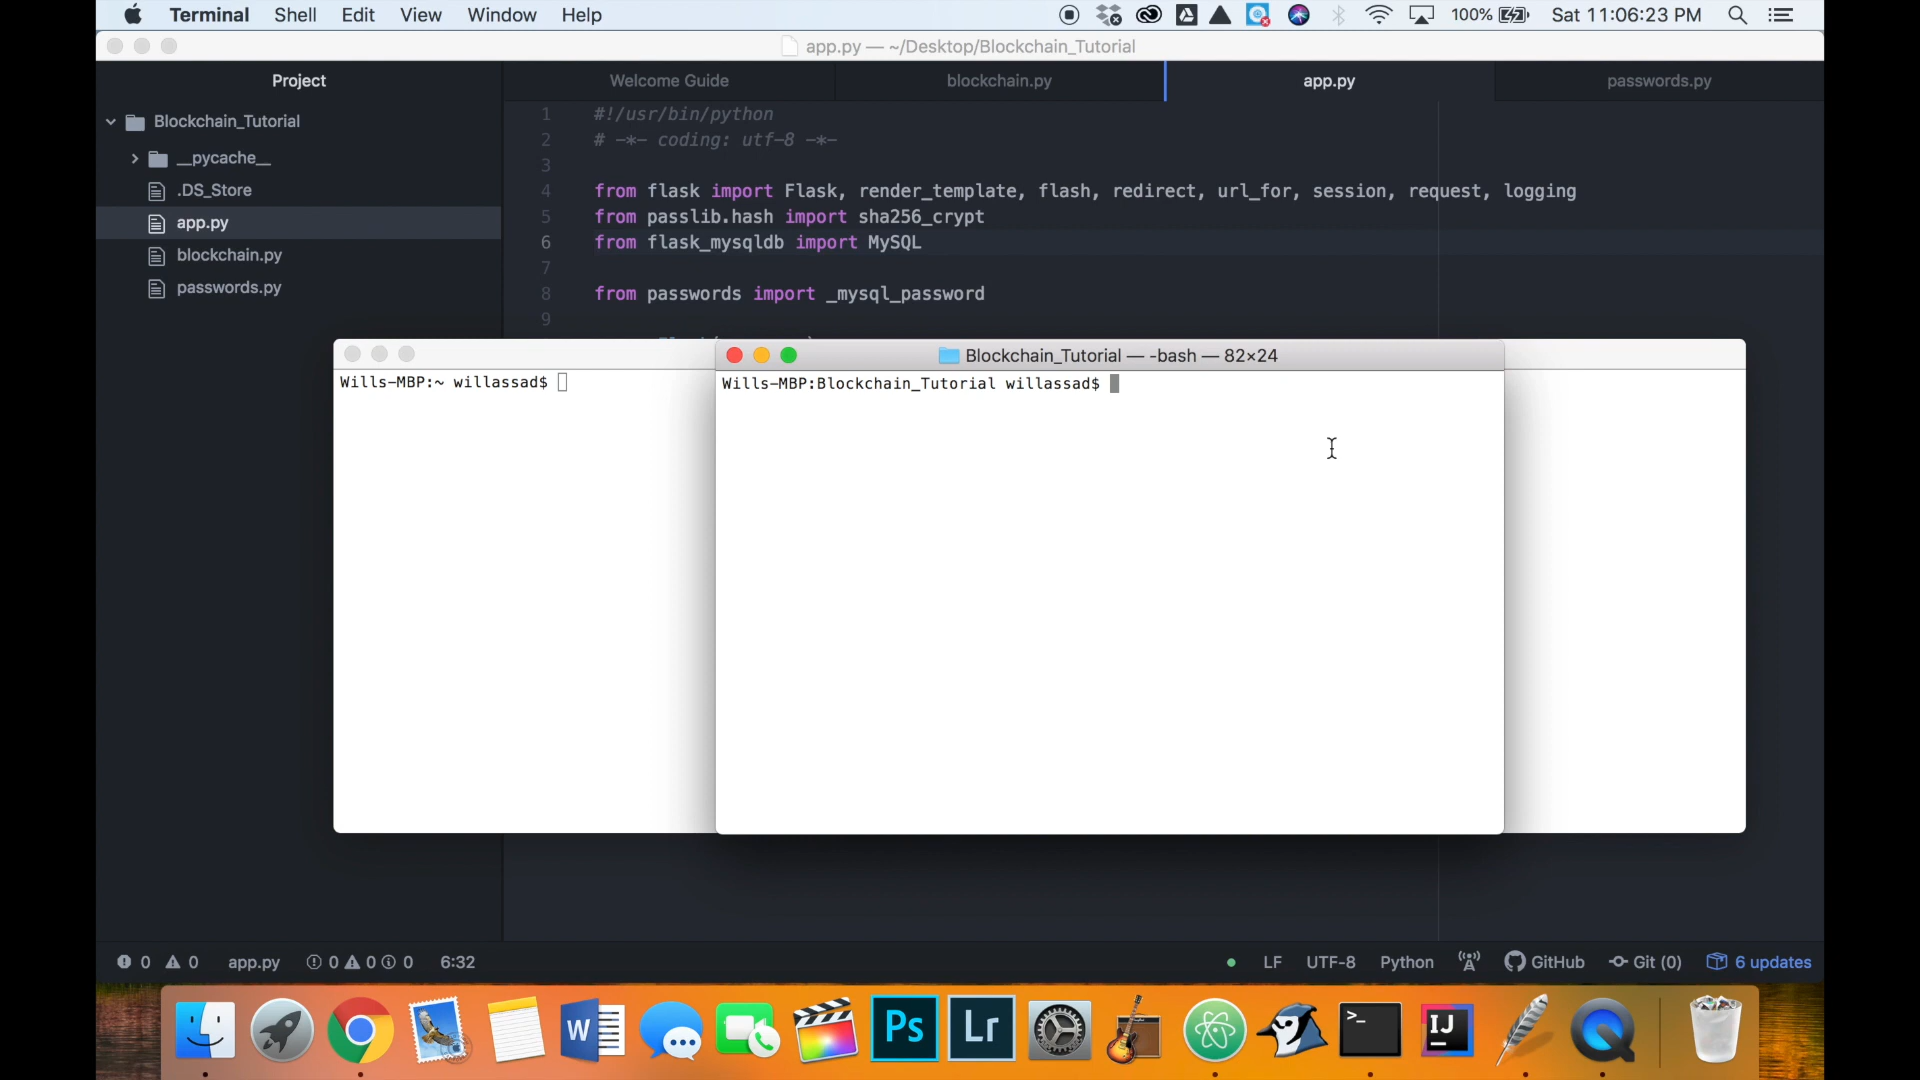 Terminal Shell Edit View Window Help 100% Sat 11:06:23 PM
app.py — ~/Desktop/Blockchain_Tutorial
Project
Welcome Guide
blockchain.py
app.py
passwords.py
Blockchain_Tutorial
__pycache__
.DS_Store
app.py
blockchain.py
passwords.py
1 #!/usr/bin/python
2 # -*- coding: utf-8 -*-
3
4 from flask import Flask, render_template, flash, redirect, url_for, session, request, logging
5 from passlib.hash import sha256_crypt
6 from flask_mysqldb import MySQL
7
8 from passwords import _mysql_password
9
Wills-MBP:~ willassad$
Blockchain_Tutorial — -bash — 82×24
Wills-MBP:Blockchain_Tutorial willassad$
0 0 app.py 0 0 0 6:32
LF UTF-8 Python GitHub Git (0) 6 updates
W
Ps
Lr
>_
IJ